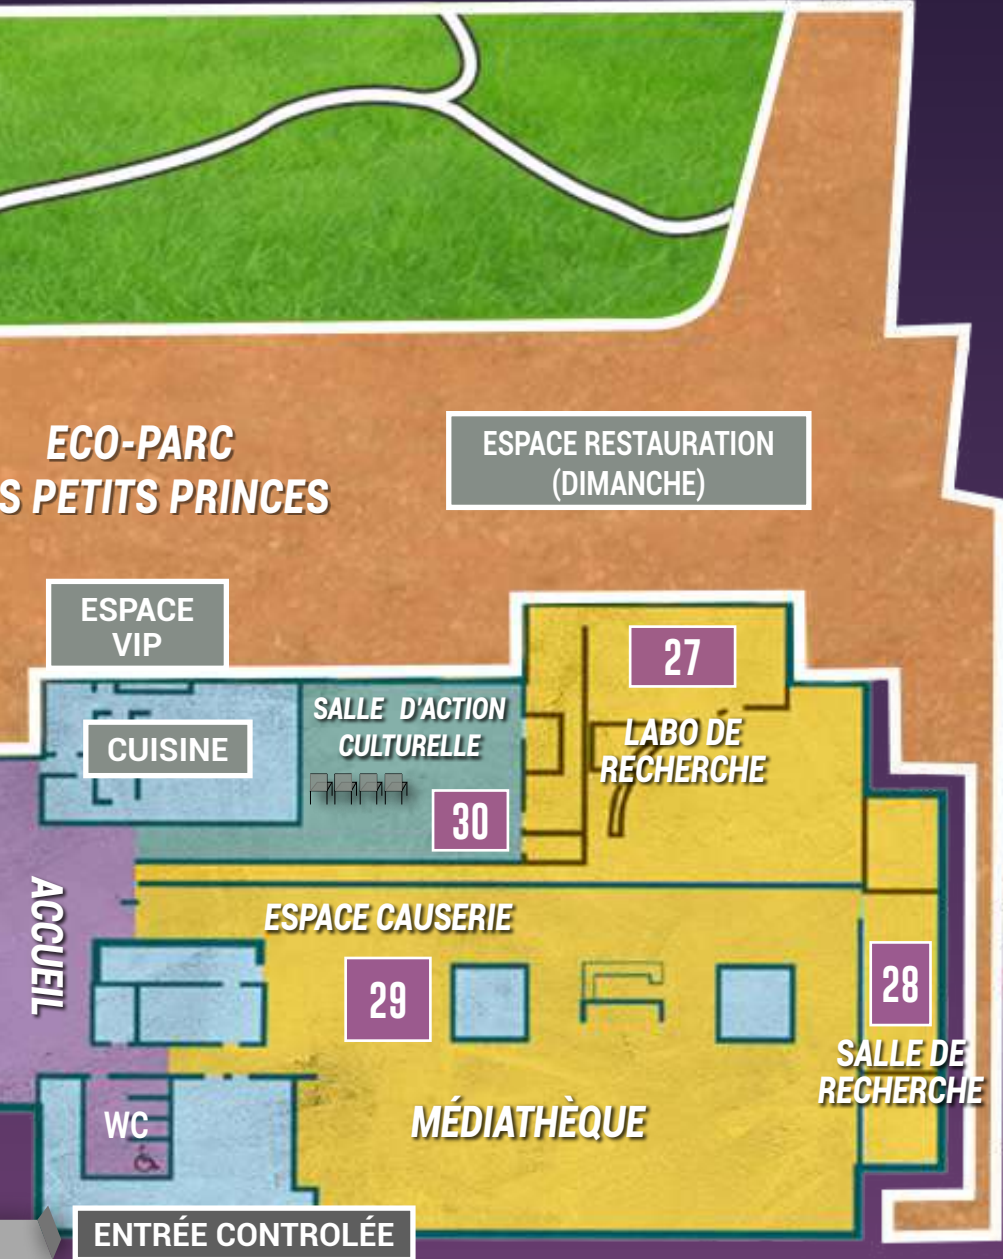 ECO-PARC
S PETITS PRINCES
ESPACE RESTAURATION
(DIMANCHE)
ESPACE
VIP
27
SALLE D'ACTION
CULTURELLE
CUISINE
LABO DE
RECHERCHE
30
ACCUEIL
ESPACE CAUSERIE
29
28
SALLE DE
RECHERCHE
WC
MÉDIATHÈQUE
ENTRÉE CONTROLÉE